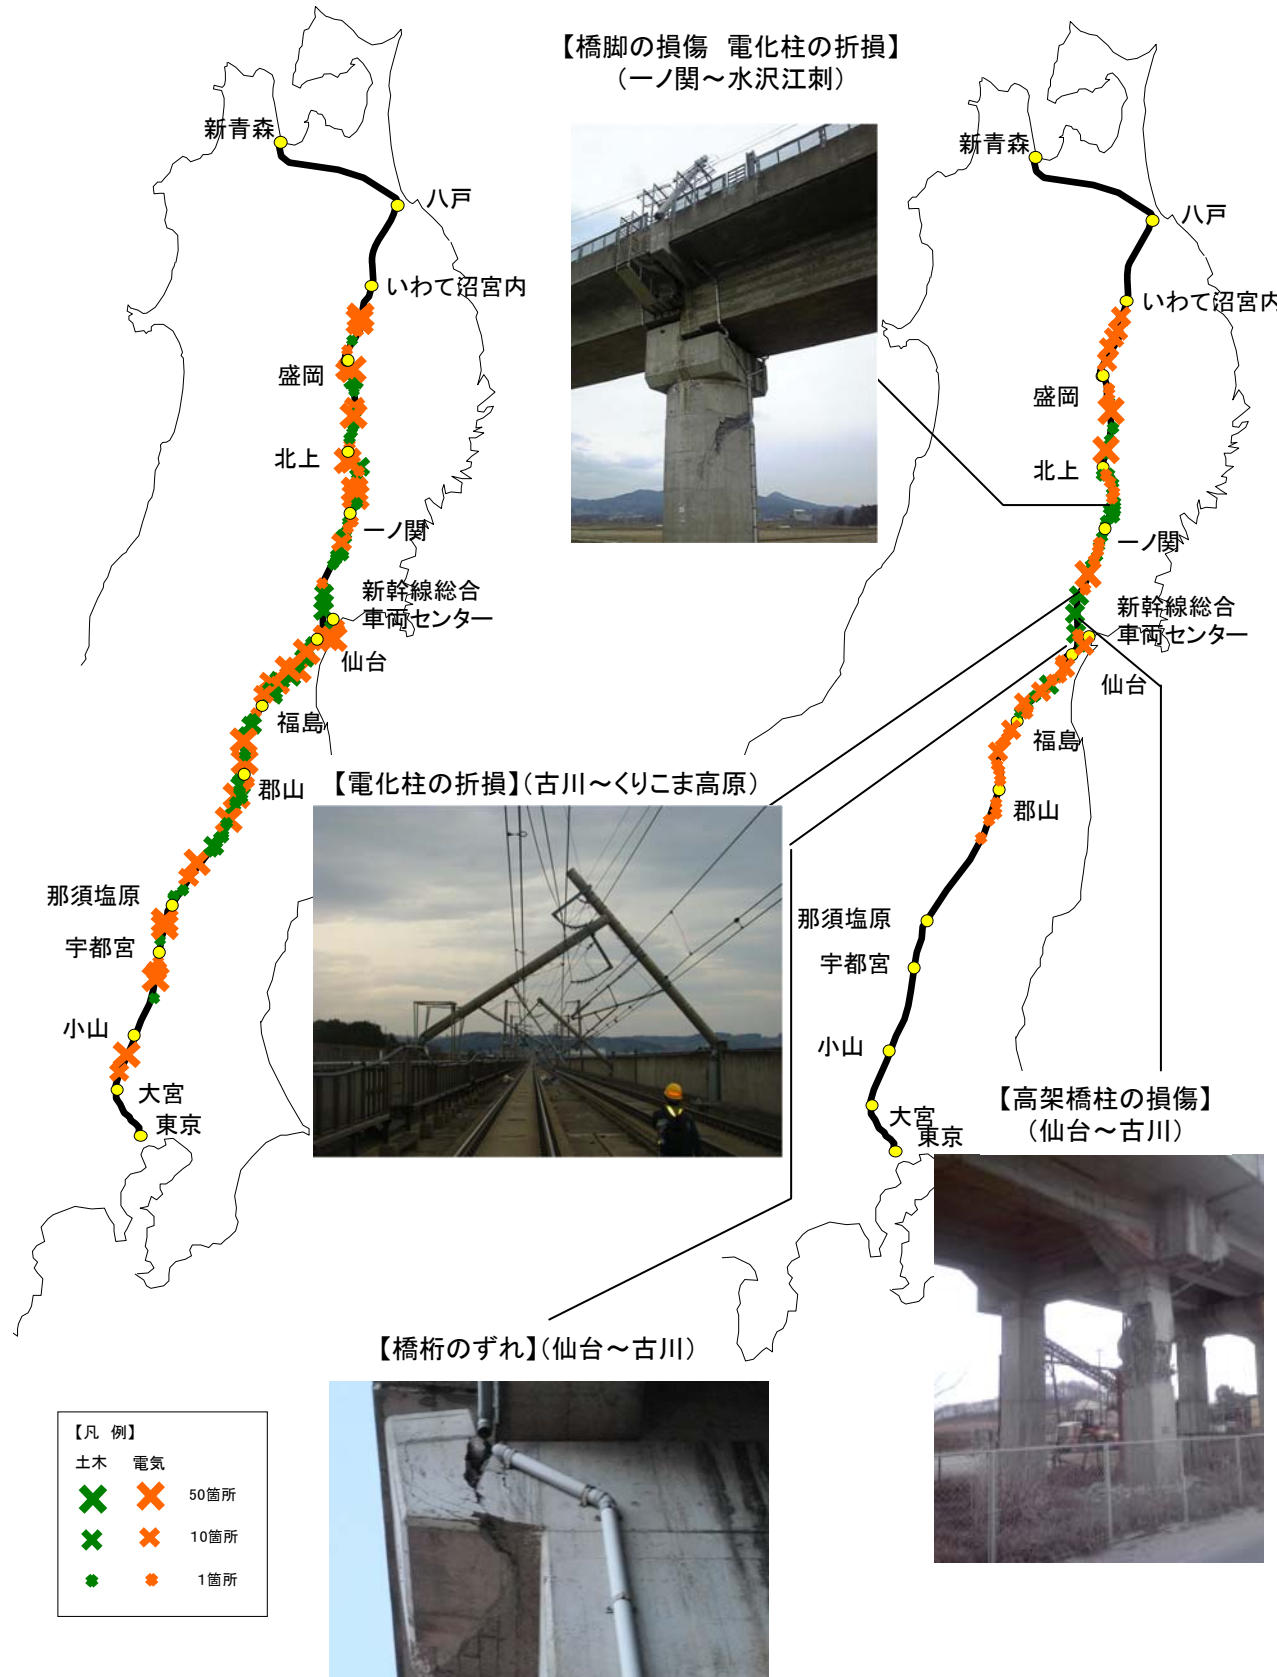 新青森
八戸
いわて沼宮内
盛岡
北上
一ノ関
新幹線総合
車両センター
仙台
福島
郡山
那須塩原
宇都宮
小山
大宮
東京
【橋脚の損傷　電化柱の折損】
（一ノ関～水沢江刺）
新青森
八戸
いわて沼宮内
盛岡
北上
一ノ関
新幹線総合
車両センター
仙台
福島
郡山
那須塩原
宇都宮
小山
大宮
東京
【電化柱の折損】（古川～くりこま高原）
【高架橋柱の損傷】
（仙台～古川）
【橋桁のずれ】（仙台～古川）
【凡　例】
土木　電気
50箇所
10箇所
1箇所